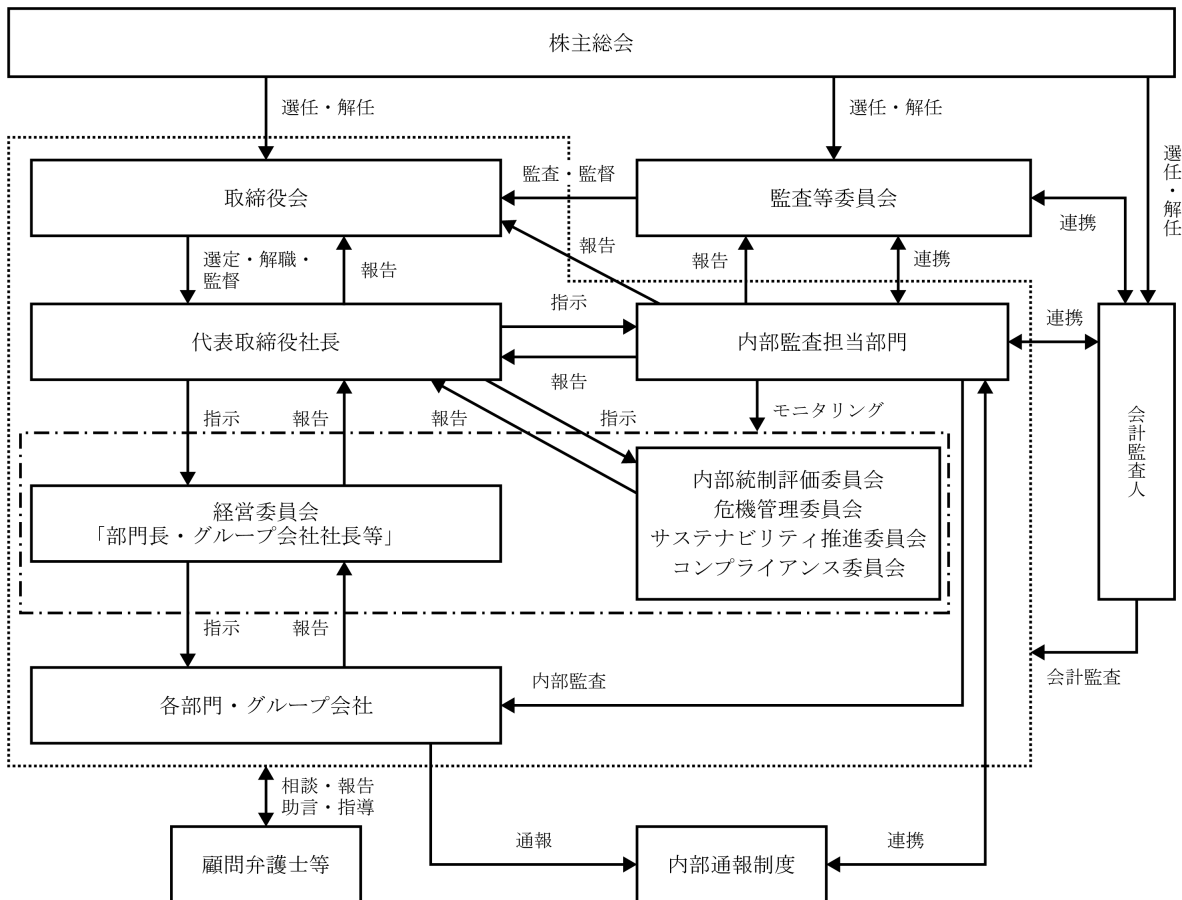 株主総会
選任・解任
選任・解任
選任・解任
取締役会
監査・監督
監査等委員会
連携
選定・解職・
監督
報告
報告
報告
連携
指示
代表取締役社長
内部監査担当部門
連携
報告
指示
報告
報告
指示
モニタリング
会計監査人
経営委員会
「部門長・グループ会社社長等」
内部統制評価委員会
危機管理委員会
サステナビリティ推進委員会
コンプライアンス委員会
指示
報告
各部門・グループ会社
内部監査
会計監査
相談・報告
助言・指導
顧問弁護士等
通報
内部通報制度
連携